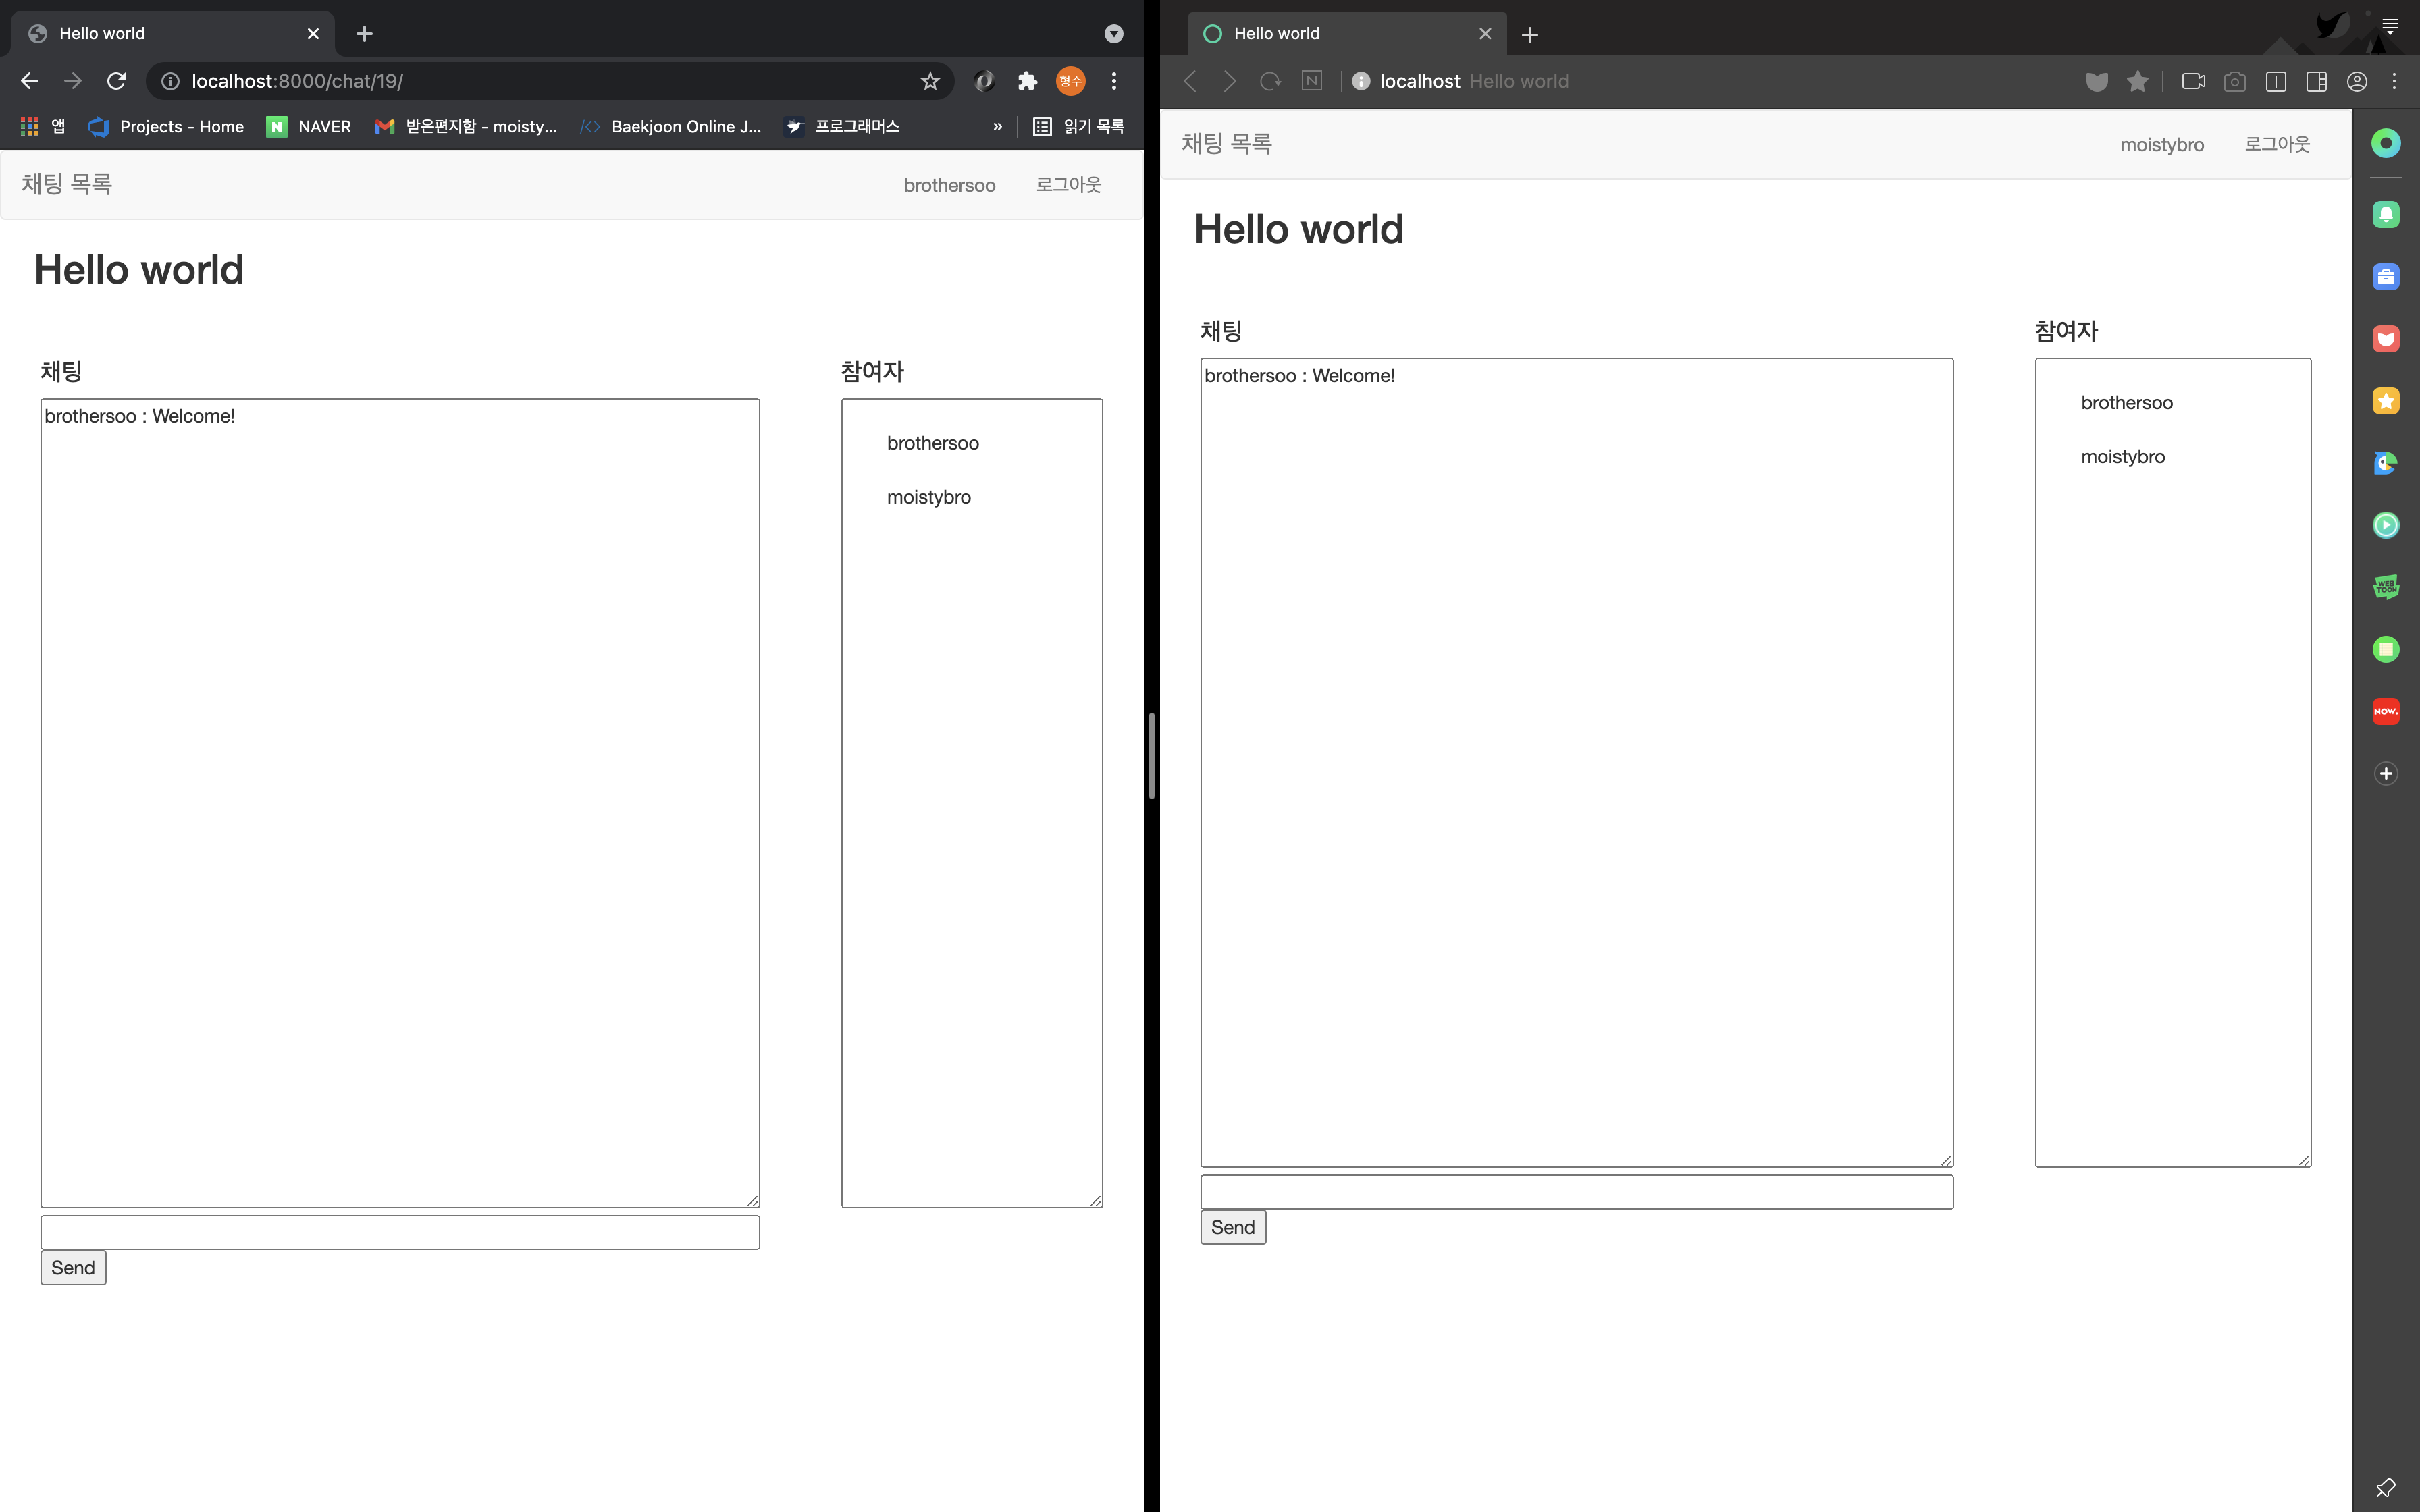 Hello world
localhost:8000/chat/19/
형수
앱
Projects - Home
N
NAVER
받은편지함 - moisty...
Baekjoon Online J...
프로그래머스
»
읽기 목록
채팅 목록
brothersoo
로그아웃
Hello world
채팅
참여자
brothersoo : Welcome!
brothersoo
moistybro
Send
Hello world
N
localhost Hello world
채팅 목록
moistybro
로그아웃
Hello world
채팅
참여자
brothersoo : Welcome!
brothersoo
moistybro
Send
WEB
TOON
NOW.